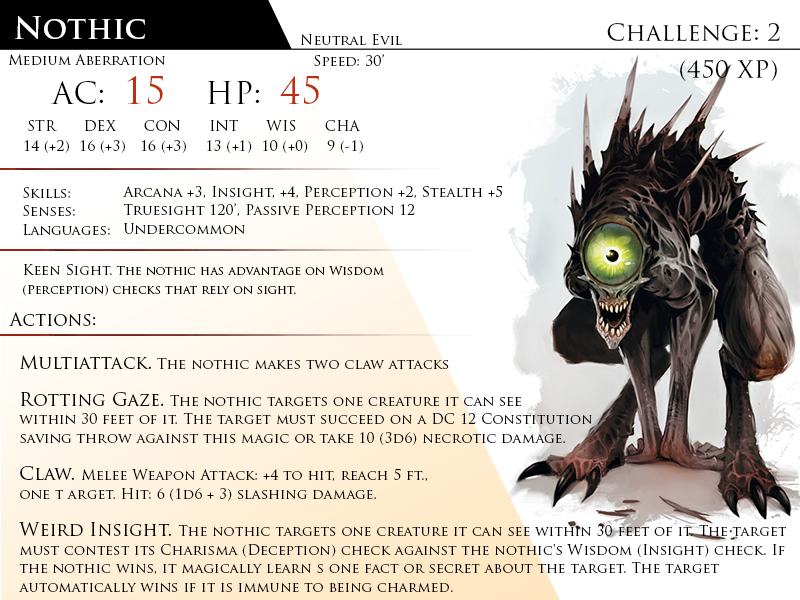 Nothic
Neutral Evil
Challenge: 2
Medium Aberration
Speed: 30'
(450 XP)
AC: 15 HP: 45
STR DEX CON INT WIS CHA
14 (+2) 16 (+3) 16 (+3) 13 (+1) 10 (+0) 9 (-1)
Skills: Arcana +3, Insight, +4, Perception +2, Stealth +5
Senses: Truesight 120', Passive Perception 12
Languages: Undercommon
Keen Sight. The nothic has advantage on Wisdom
(Perception) checks that rely on sight.
Actions:
Multiattack. The nothic makes two claw attacks
Rotting Gaze. The nothic targets one creature it can see
within 30 feet of it. The target must succeed on a DC 12 Constitution
saving throw against this magic or take 10 (3d6) necrotic damage.
Claw. Melee Weapon Attack: +4 to hit, reach 5 ft.,
one t arget. Hit: 6 (1d6 + 3) slashing damage.
Weird Insight. The nothic targets one creature it can see within 30 feet of it. The target
must contest its Charisma (Deception) check against the nothic's Wisdom (Insight) check. If
the nothic wins, it magically learn s one fact or secret about the target. The target
automatically wins if it is immune to being charmed.